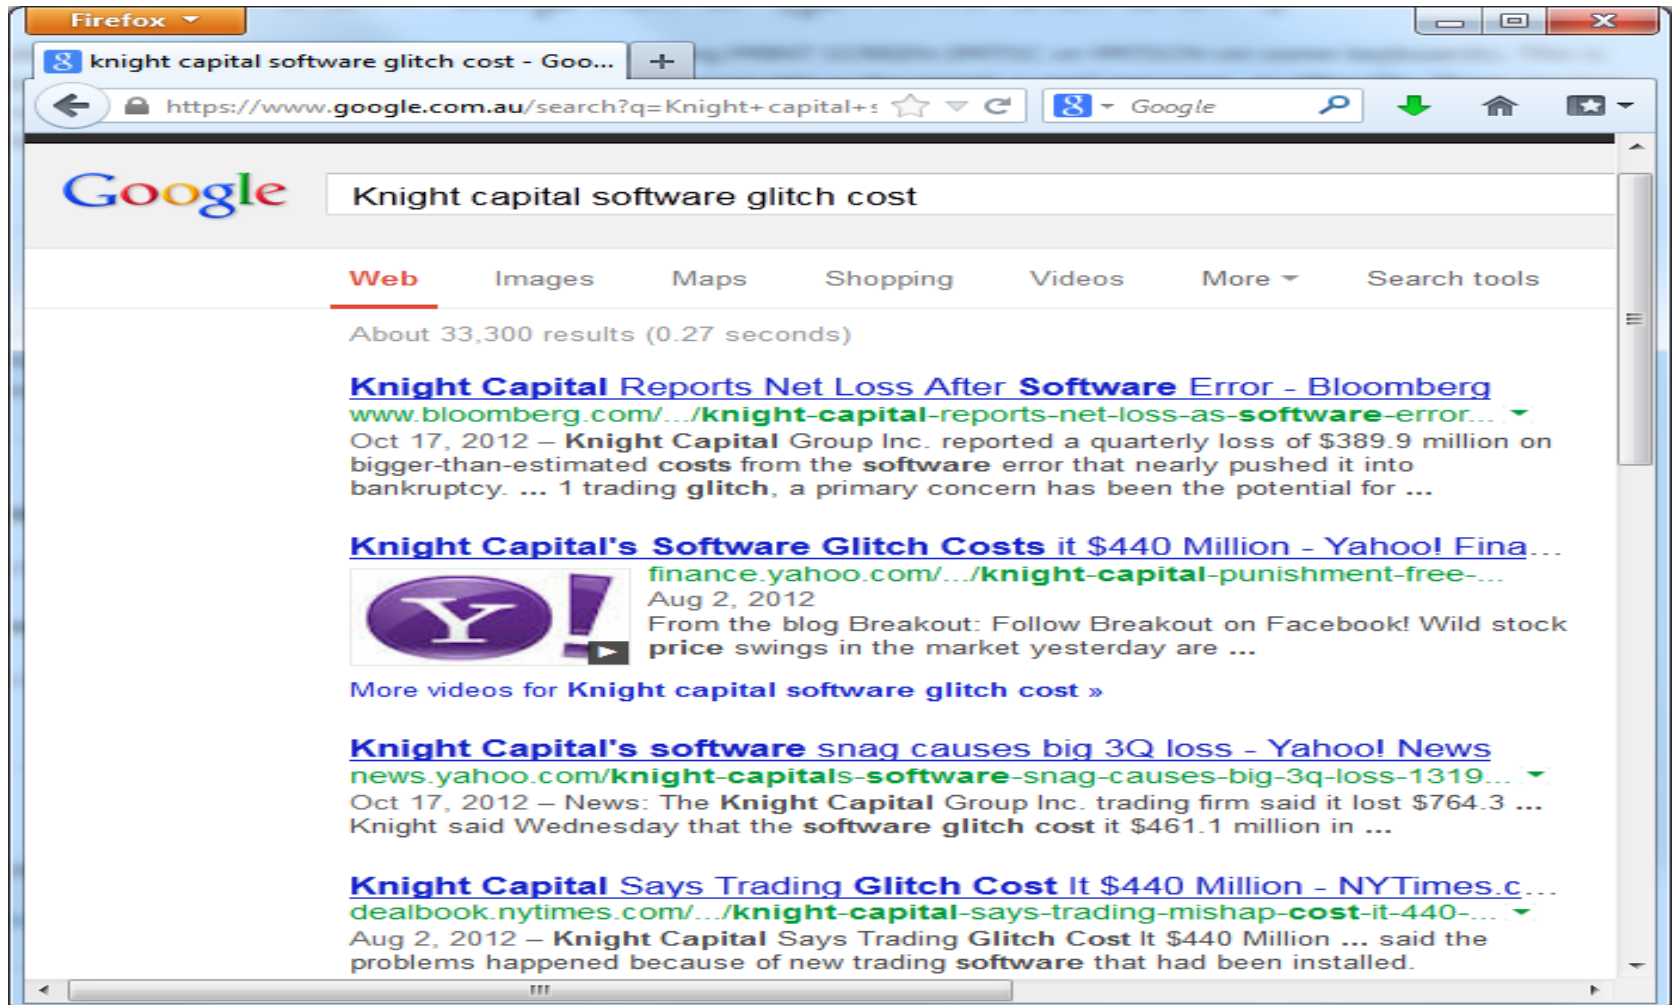 Firefox
knight capital software glitch cost - Goo...
https://www.google.com.au/search?q=Knight+capital+s
Google
Google
Knight capital software glitch cost
Web Images Maps Shopping Videos More Search tools
About 33,300 results (0.27 seconds)
Knight Capital Reports Net Loss After Software Error - Bloomberg
www.bloomberg.com/.../knight-capital-reports-net-loss-as-software-error...
Oct 17, 2012 – Knight Capital Group Inc. reported a quarterly loss of $389.9 million on
bigger-than-estimated costs from the software error that nearly pushed it into
bankruptcy. ... 1 trading glitch, a primary concern has been the potential for ...
Knight Capital's Software Glitch Costs it $440 Million - Yahoo! Fina...
finance.yahoo.com/.../knight-capital-punishment-free-...
Aug 2, 2012
From the blog Breakout: Follow Breakout on Facebook! Wild stock
price swings in the market yesterday are ...
Y!
More videos for Knight capital software glitch cost »
Knight Capital's software snag causes big 3Q loss - Yahoo! News
news.yahoo.com/knight-capitals-software-snag-causes-big-3q-loss-1319...
Oct 17, 2012 – News: The Knight Capital Group Inc. trading firm said it lost $764.3 ...
Knight said Wednesday that the software glitch cost it $461.1 million in ...
Knight Capital Says Trading Glitch Cost It $440 Million - NYTimes.c...
dealbook.nytimes.com/.../knight-capital-says-trading-mishap-cost-it-440-...
Aug 2, 2012 – Knight Capital Says Trading Glitch Cost It $440 Million ... said the
problems happened because of new trading software that had been installed.